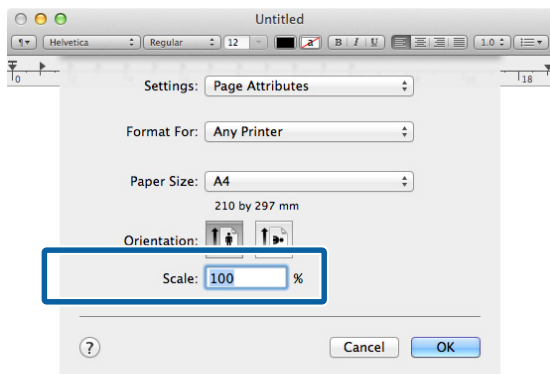 Untitled
¶ Helvetica Regular 12 a B I U 1.0
0 18
Settings: Page Attributes
Format For: Any Printer
Paper Size: A4
210 by 297 mm
Orientation:
Scale: 100 %
? Cancel OK